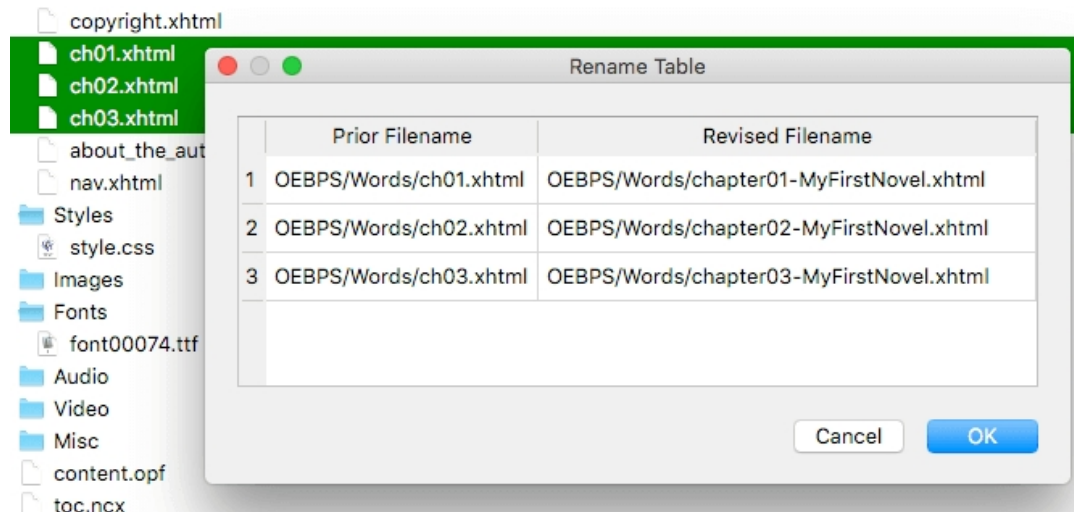 copyright.xhtml
ch01.xhtml
ch02.xhtml
ch03.xhtml
about_the_aut
nav.xhtml
Styles
style.css
Images
Fonts
font00074.ttf
Audio
Video
Misc
content.opf
toc.ncx
Rename Table
Prior Filename Revised Filename
1 OEBPS/Words/ch01.xhtml OEBPS/Words/chapter01-MyFirstNovel.xhtml
2 OEBPS/Words/ch02.xhtml OEBPS/Words/chapter02-MyFirstNovel.xhtml
3 OEBPS/Words/ch03.xhtml OEBPS/Words/chapter03-MyFirstNovel.xhtml
Cancel OK